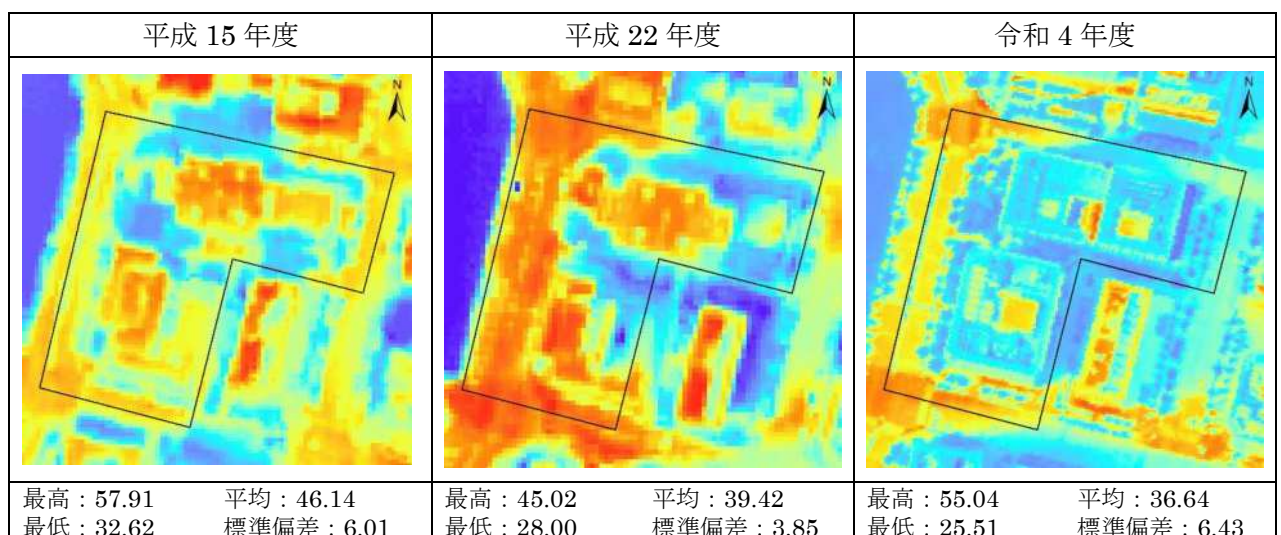 平成 15 年度
平成 22 年度
令和 4 年度
N
N
N
最高：57.91 平均：46.14
最低：32.62 標準偏差：6.01
最高：45.02 平均：39.42
最低：28.00 標準偏差：3.85
最高：55.04 平均：36.64
最低：25.51 標準偏差：6.43